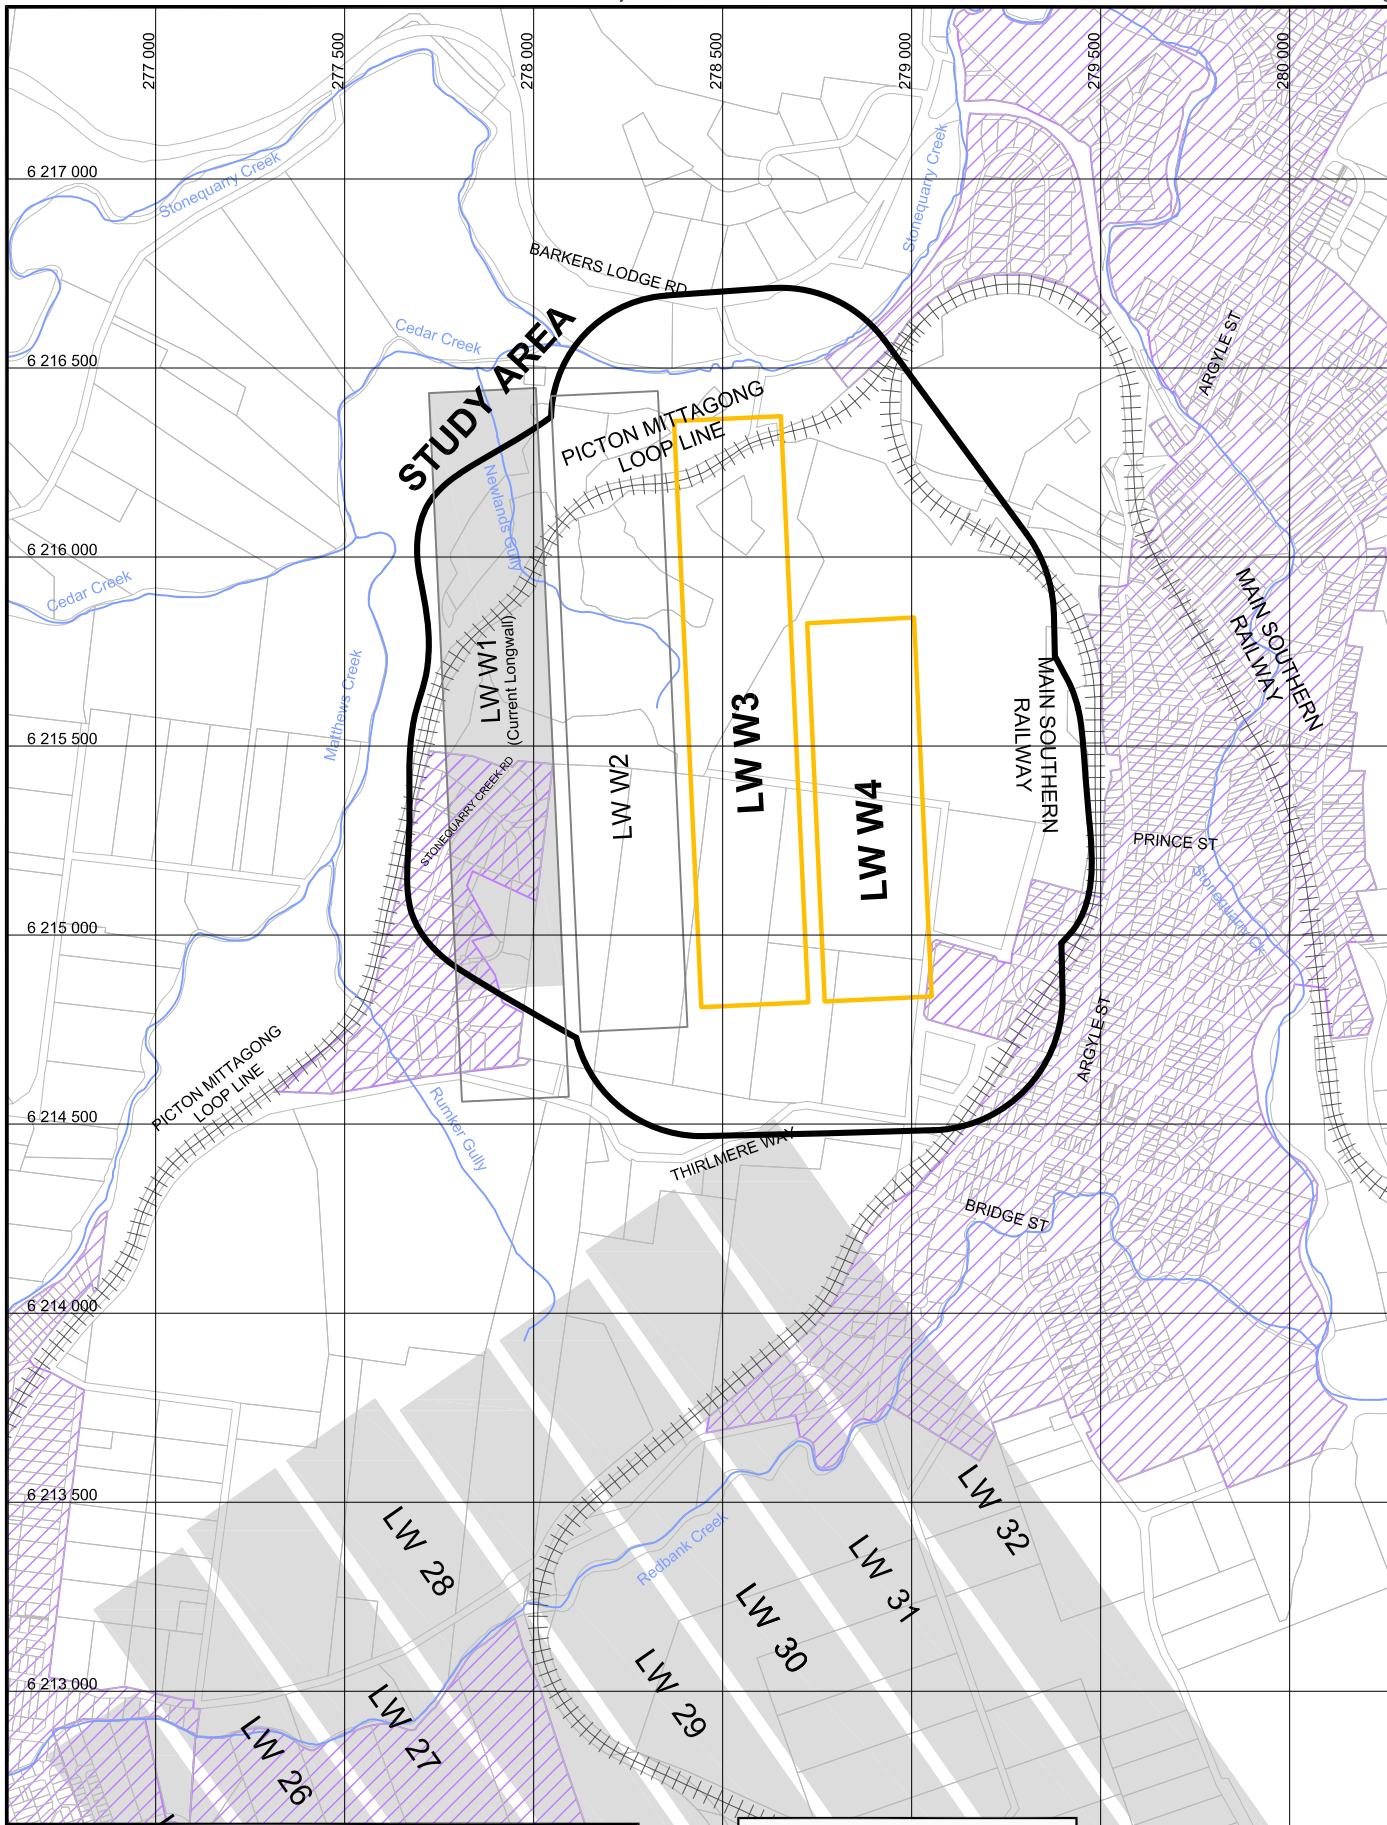 277 000
277 500
278 000
278 500
279 000
279 500
280 000
6 217 000
6 216 500
6 216 000
6 215 500
6 215 000
6 214 500
6 214 000
6 213 500
6 213 000
Stonequarry Creek
Stonequarry Creek
BARKERS LODGE RD
Cedar Creek
STUDY AREA
ARGYLE ST
PICTON MITTAGONG
LOOP LINE
Newlands Gully
Cedar Creek
MAIN SOUTHERN
RAILWAY
Matthews Creek
LW W1
(Current Longwall)
LW W2
LW W3
LW W4
MAIN SOUTHERN
RAILWAY
STONEQUARRY CREEK RD
PRINCE ST
Stonequarry Ck
PICTON MITTAGONG
LOOP LINE
ARGYLE ST
Rumker Gully
THIRLMERE WAY
BRIDGE ST
Redbank Creek
LW 32
LW 31
LW 30
LW 29
LW 28
LW 27
LW 26